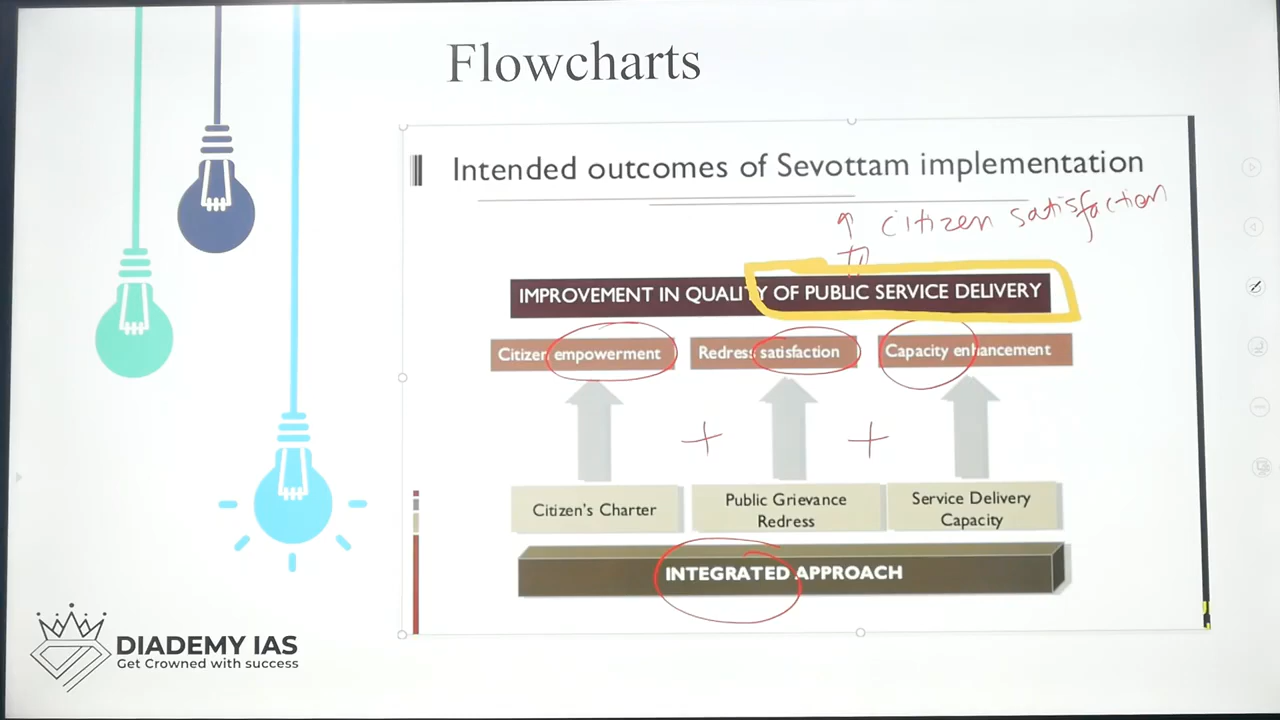 Flowcharts
Intended outcomes of Sevottam implementation
↑ citizen satisfaction
IMPROVEMENT IN QUALITY OF PUBLIC SERVICE DELIVERY
Citizen empowerment
Redress satisfaction
Capacity enhancement
+ +
Citizen's Charter
Public Grievance
Redress
Service Delivery
Capacity
INTEGRATED APPROACH
DIADEMY IAS
Get Crowned with success